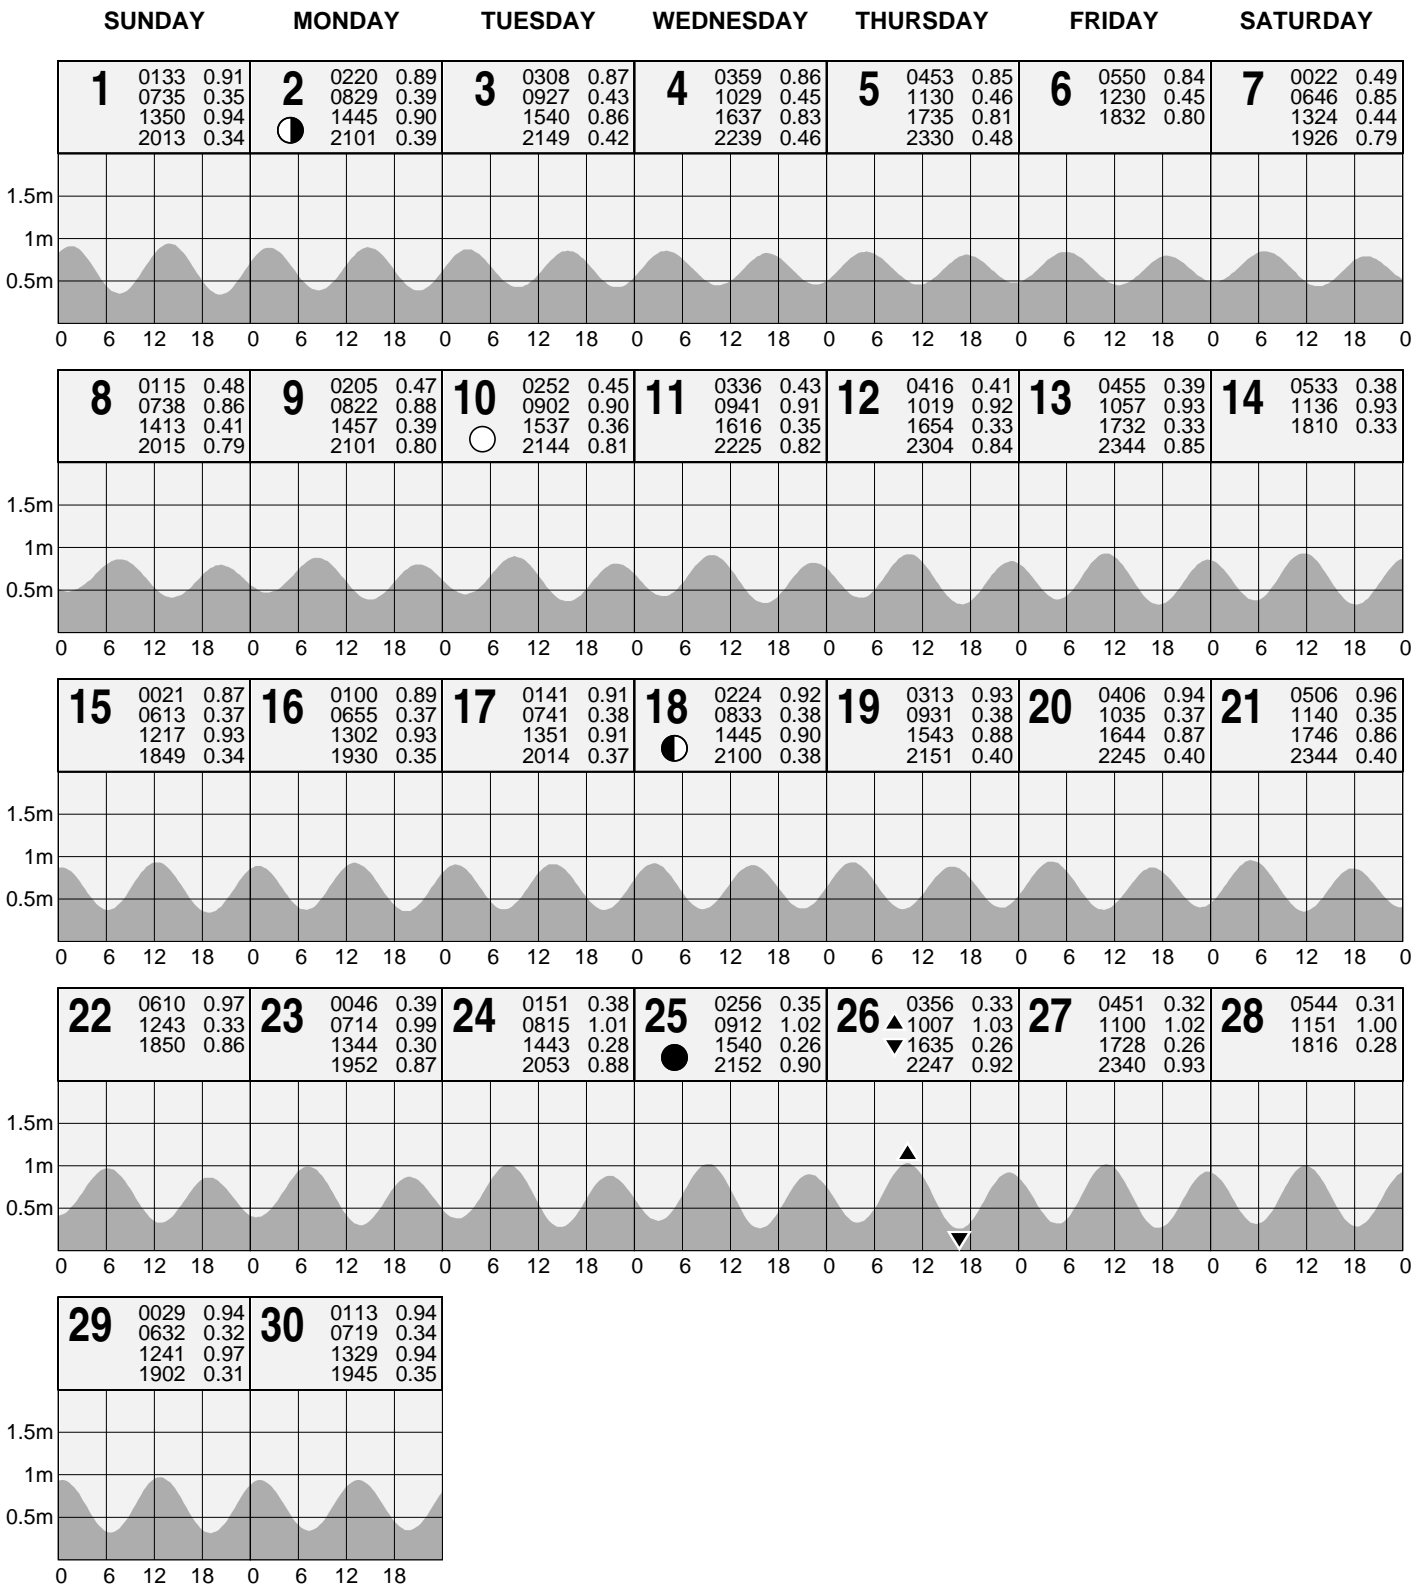 SUNDAY MONDAY TUESDAY WEDNESDAY THURSDAY FRIDAY SATURDAY
1 0133 0.91
0735 0.35
1350 0.94
2013 0.34
2 0220 0.89
0829 0.39
1445 0.90
2101 0.39
3 0308 0.87
0927 0.43
1540 0.86
2149 0.42
4 0359 0.86
1029 0.45
1637 0.83
2239 0.46
5 0453 0.85
1130 0.46
1735 0.81
2330 0.48
6 0550 0.84
1230 0.45
1832 0.80
7 0022 0.49
0646 0.85
1324 0.44
1926 0.79
1.5m
1m
0.5m
0 6 12 18 0 6 12 18 0 6 12 18 0 6 12 18 0 6 12 18 0 6 12 18 0 6 12 18 0
8 0115 0.48
0738 0.86
1413 0.41
2015 0.79
9 0205 0.47
0822 0.88
1457 0.39
2101 0.80
10 0252 0.45
0902 0.90
1537 0.36
2144 0.81
11 0336 0.43
0941 0.91
1616 0.35
2225 0.82
12 0416 0.41
1019 0.92
1654 0.33
2304 0.84
13 0455 0.39
1057 0.93
1732 0.33
2344 0.85
14 0533 0.38
1136 0.93
1810 0.33
1.5m
1m
0.5m
0 6 12 18 0 6 12 18 0 6 12 18 0 6 12 18 0 6 12 18 0 6 12 18 0 6 12 18 0
15 0021 0.87
0613 0.37
1217 0.93
1849 0.34
16 0100 0.89
0655 0.37
1302 0.93
1930 0.35
17 0141 0.91
0741 0.38
1351 0.91
2014 0.37
18 0224 0.92
0833 0.38
1445 0.90
2100 0.38
19 0313 0.93
0931 0.38
1543 0.88
2151 0.40
20 0406 0.94
1035 0.37
1644 0.87
2245 0.40
21 0506 0.96
1140 0.35
1746 0.86
2344 0.40
1.5m
1m
0.5m
0 6 12 18 0 6 12 18 0 6 12 18 0 6 12 18 0 6 12 18 0 6 12 18 0 6 12 18 0
22 0610 0.97
1243 0.33
1850 0.86
23 0046 0.39
0714 0.99
1344 0.30
1952 0.87
24 0151 0.38
0815 1.01
1443 0.28
2053 0.88
25 0256 0.35
0912 1.02
1540 0.26
2152 0.90
26 0356 0.33
1007 1.03
1635 0.26
2247 0.92
27 0451 0.32
1100 1.02
1728 0.26
2340 0.93
28 0544 0.31
1151 1.00
1816 0.28
1.5m
1m
0.5m
0 6 12 18 0 6 12 18 0 6 12 18 0 6 12 18 0 6 12 18 0 6 12 18 0 6 12 18 0
29 0029 0.94
0632 0.32
1241 0.97
1902 0.31
30 0113 0.94
0719 0.34
1329 0.94
1945 0.35
1.5m
1m
0.5m
0 6 12 18 0 6 12 18